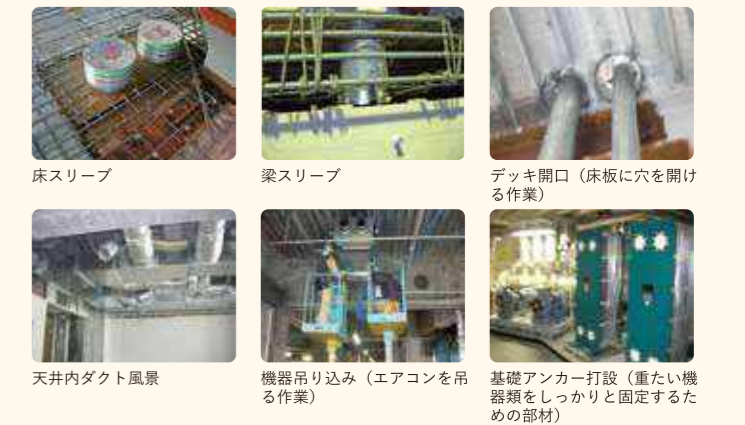 床スリーブ
梁スリーブ
デッキ開口（床板に穴を開け
る作業）
天井内ダクト風景
機器吊り込み（エアコンを吊
る作業）
基礎アンカー打設（重たい機
器類をしっかりと固定するた
めの部材）